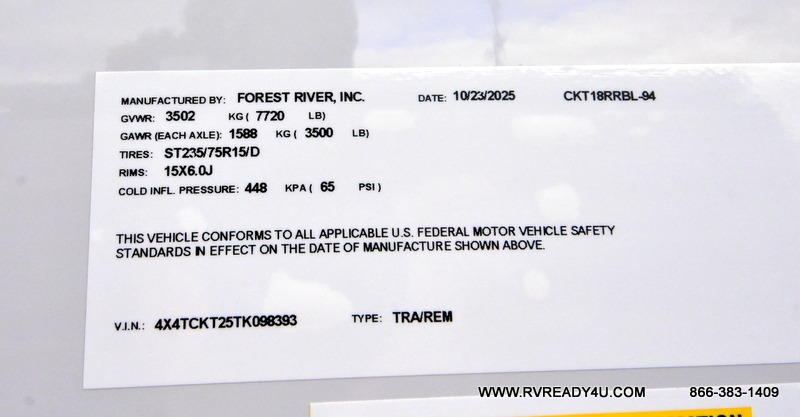 MANUFACTURED BY: FOREST RIVER, INC. DATE: 10/23/2025 CKT18RRBL-94
GVWR: 3502 KG ( 7720 LB)
GAWR (EACH AXLE): 1588 KG ( 3500 LB)
TIRES: ST235/75R15/D
RIMS: 15X6.0J
COLD INFL. PRESSURE: 448 KPA ( 65 PSI )
THIS VEHICLE CONFORMS TO ALL APPLICABLE U.S. FEDERAL MOTOR VEHICLE SAFETY
STANDARDS IN EFFECT ON THE DATE OF MANUFACTURE SHOWN ABOVE.
V.I.N.: 4X4TCKT25TK098393 TYPE: TRA/REM
WWW.RVREADY4U.COM 866-383-1409